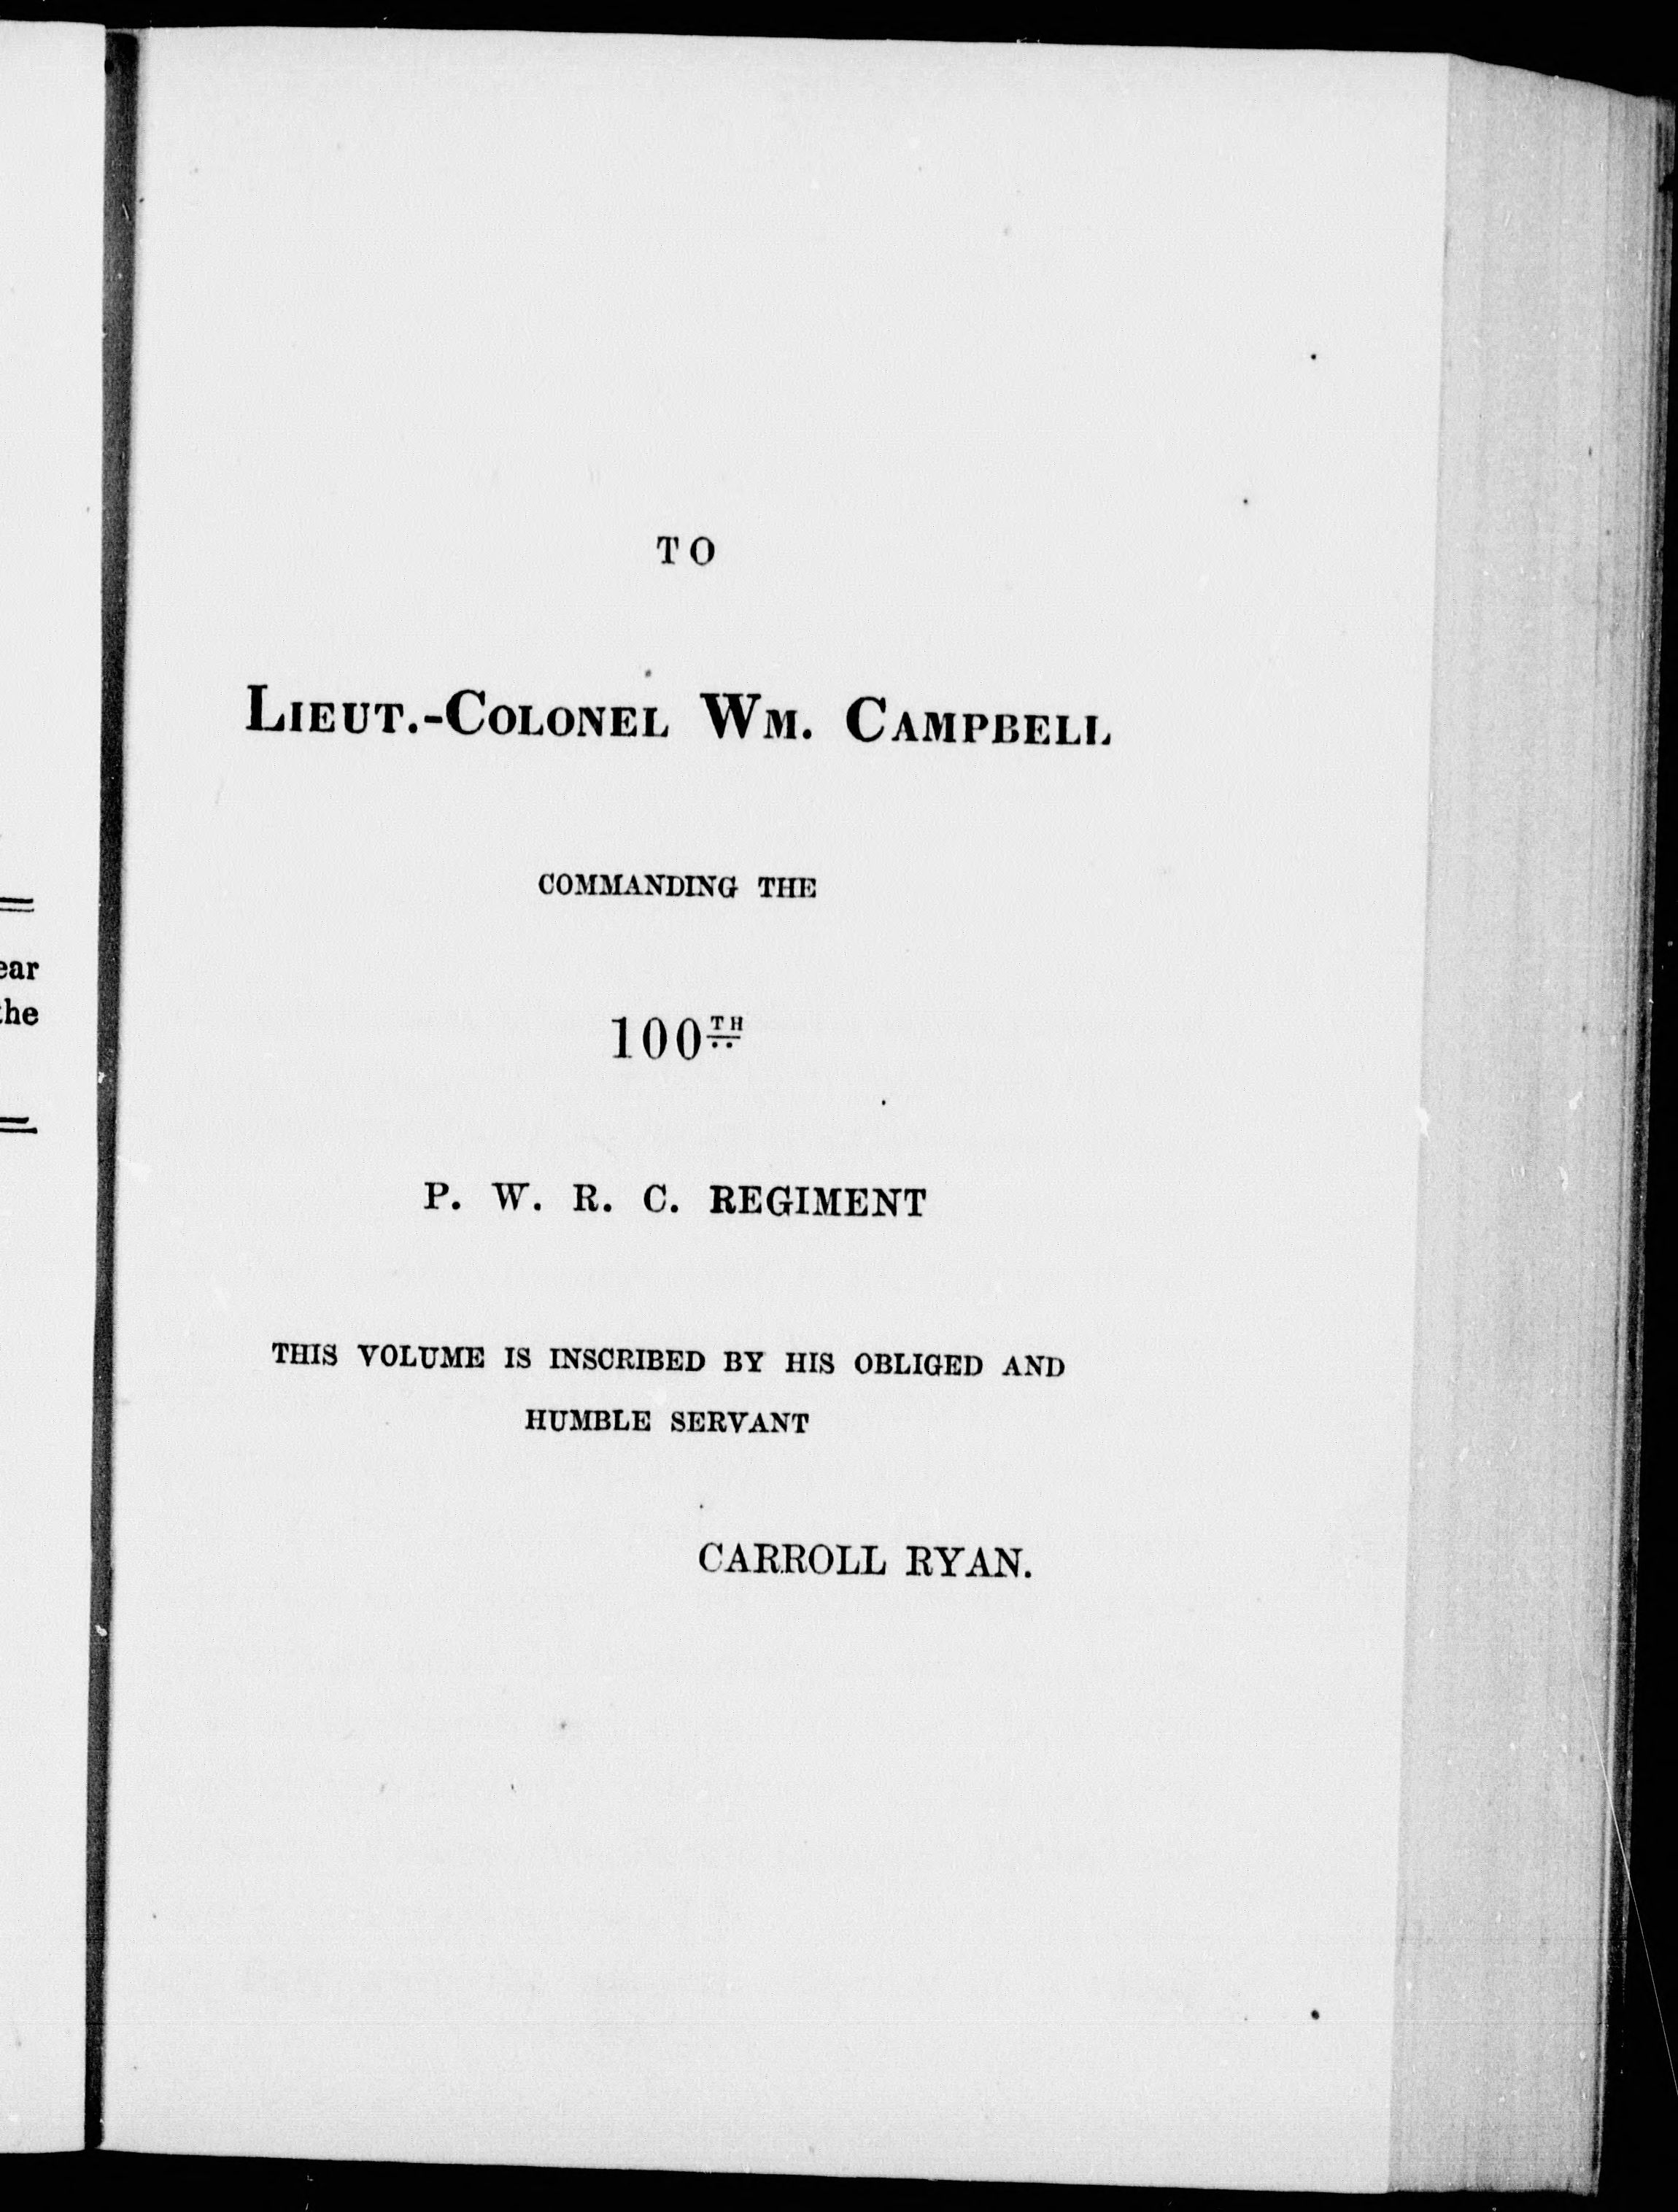 TO
LIEUT.-COLONEL WM. CAMPBELL
COMMANDING THE
100TH
P. W. R. C. REGIMENT
THIS VOLUME IS INSCRIBED BY HIS OBLIGED AND
HUMBLE SERVANT
CARROLL RYAN.